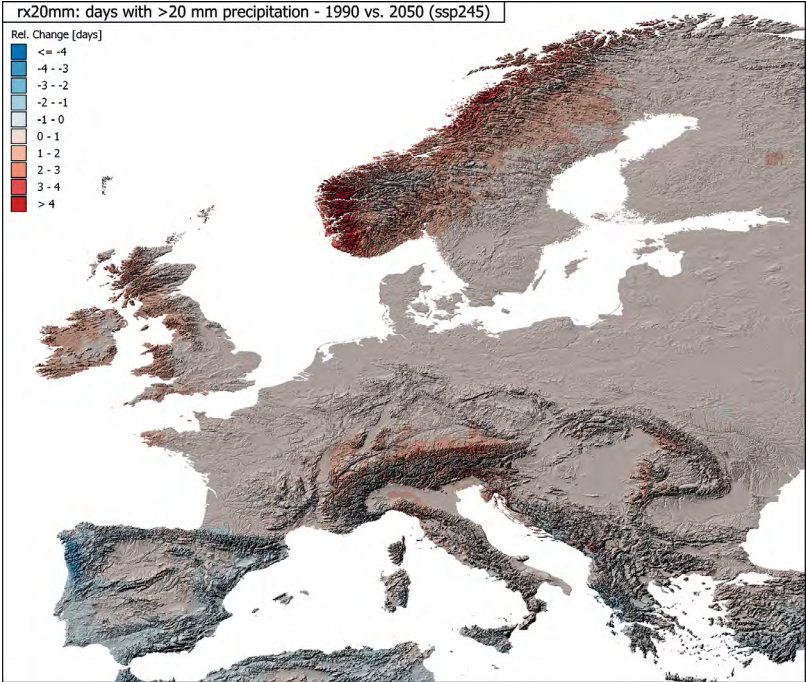 rx20mm: days with >20 mm precipitation - 1990 vs. 2050 (ssp245)
Rel. Change [days]
<= -4
-4 - -3
-3 - -2
-2 - -1
-1 - 0
0 - 1
1 - 2
2 - 3
3 - 4
> 4